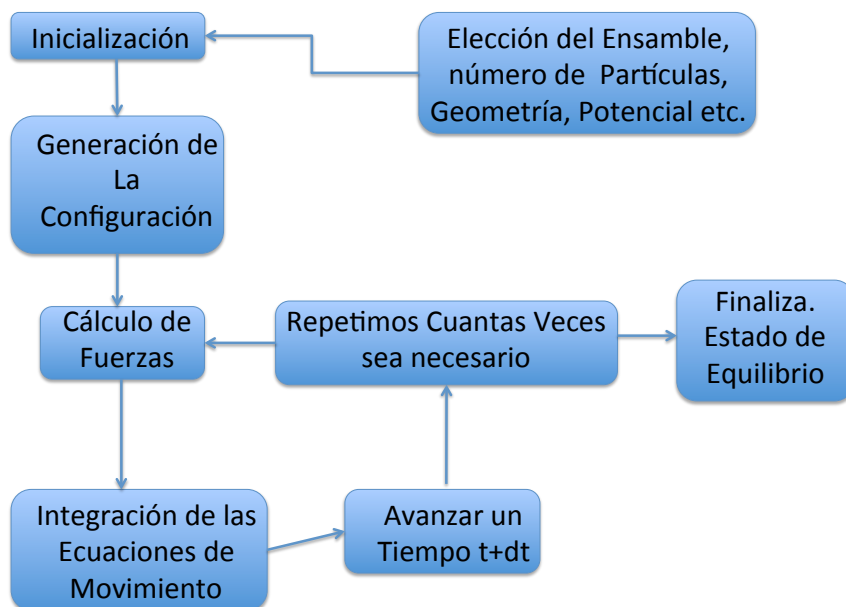 Inicialización
Elección del Ensamble,
número de Partículas,
Geometría, Potencial etc.
Generación de
La
Configuración
Cálculo de
Fuerzas
Repetimos Cuantas Veces
sea necesario
Finaliza.
Estado de
Equilibrio
Integración de las
Ecuaciones de
Movimiento
Avanzar un
Tiempo t+dt